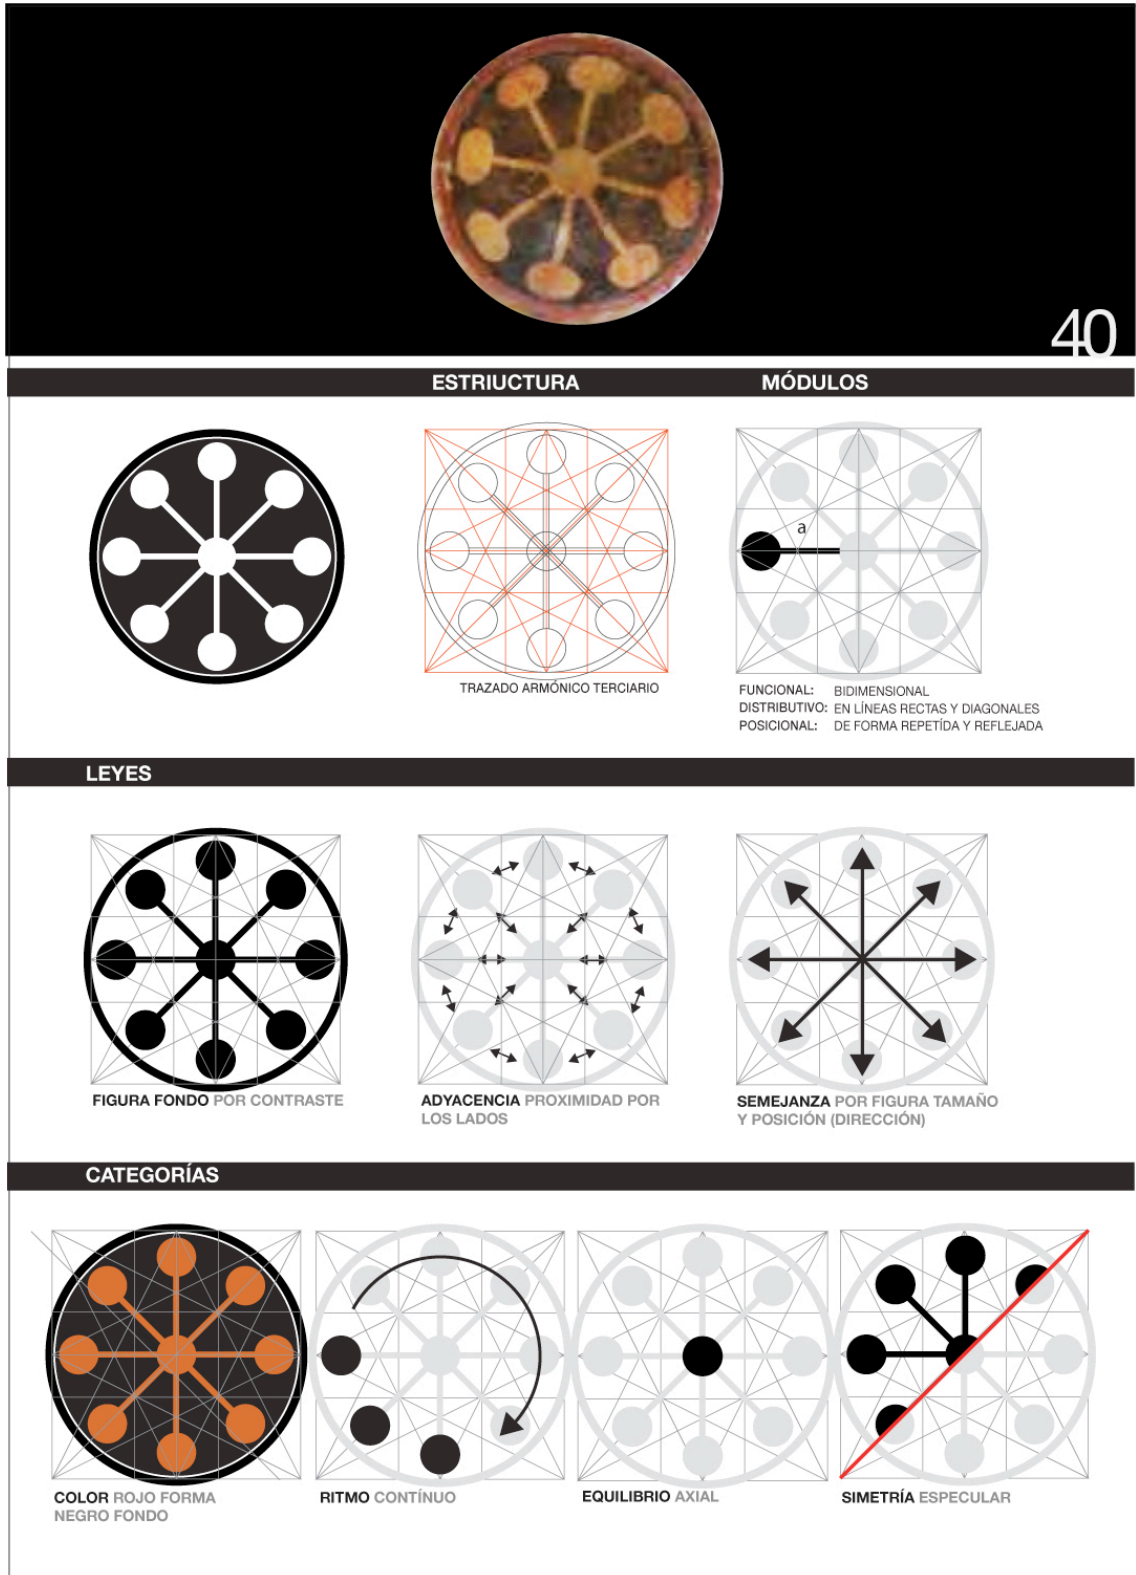 40
ESTRIUCTURA
MÓDULOS
a
TRAZADO ARMÓNICO TERCIARIO
FUNCIONAL: BIDIMENSIONAL
DISTRIBUTIVO: EN LÍNEAS RECTAS Y DIAGONALES
POSICIONAL: DE FORMA REPETÍDA Y REFLEJADA
LEYES
FIGURA FONDO POR CONTRASTE
ADYACENCIA PROXIMIDAD POR
LOS LADOS
SEMEJANZA POR FIGURA TAMAÑO
Y POSICIÓN (DIRECCIÓN)
CATEGORÍAS
COLOR ROJO FORMA
NEGRO FONDO
RITMO CONTÍNUO
EQUILIBRIO AXIAL
SIMETRÍA ESPECULAR